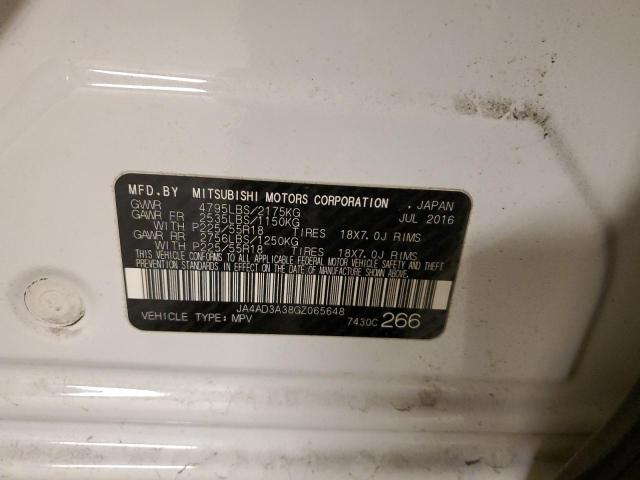 MFD.BY MITSUBISHI MOTORS CORPORATION . JAPAN
GVWR 4795LBS/2175KG JUL 2016
GAWR FR 2535LBS/1150KG
WITH P225/55R18 TIRES 18X7.0J RIMS
GAWR RR 2756LBS/1250KG
WITH P225/55R18 TIRES 18X7.0J RIMS
THIS VEHICLE CONFORMS TO ALL APPLICABLE FEDERAL MOTOR VEHICLE SAFETY, BUMPER, AND THEFT
PREVENTION STANDARDS IN EFFECT ON THE DATE OF MANUFACTURE SHOWN ABOVE.
JA4AD3A38GZ065648
VEHICLE TYPE: MPV 7430C 266